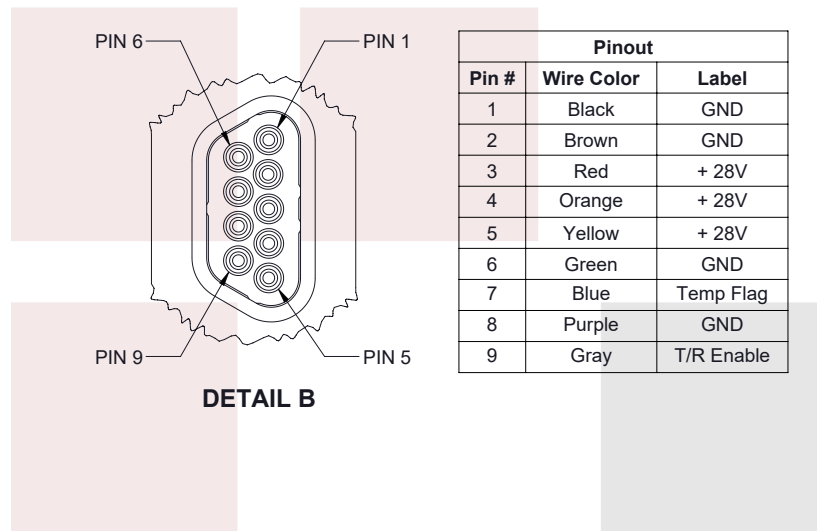 PIN 6
PIN 1
PIN 9
PIN 5
DETAIL B
Pinout
Pin # Wire Color Label
1 Black GND
2 Brown GND
3 Red + 28V
4 Orange + 28V
5 Yellow + 28V
6 Green GND
7 Blue Temp Flag
8 Purple GND
9 Gray T/R Enable